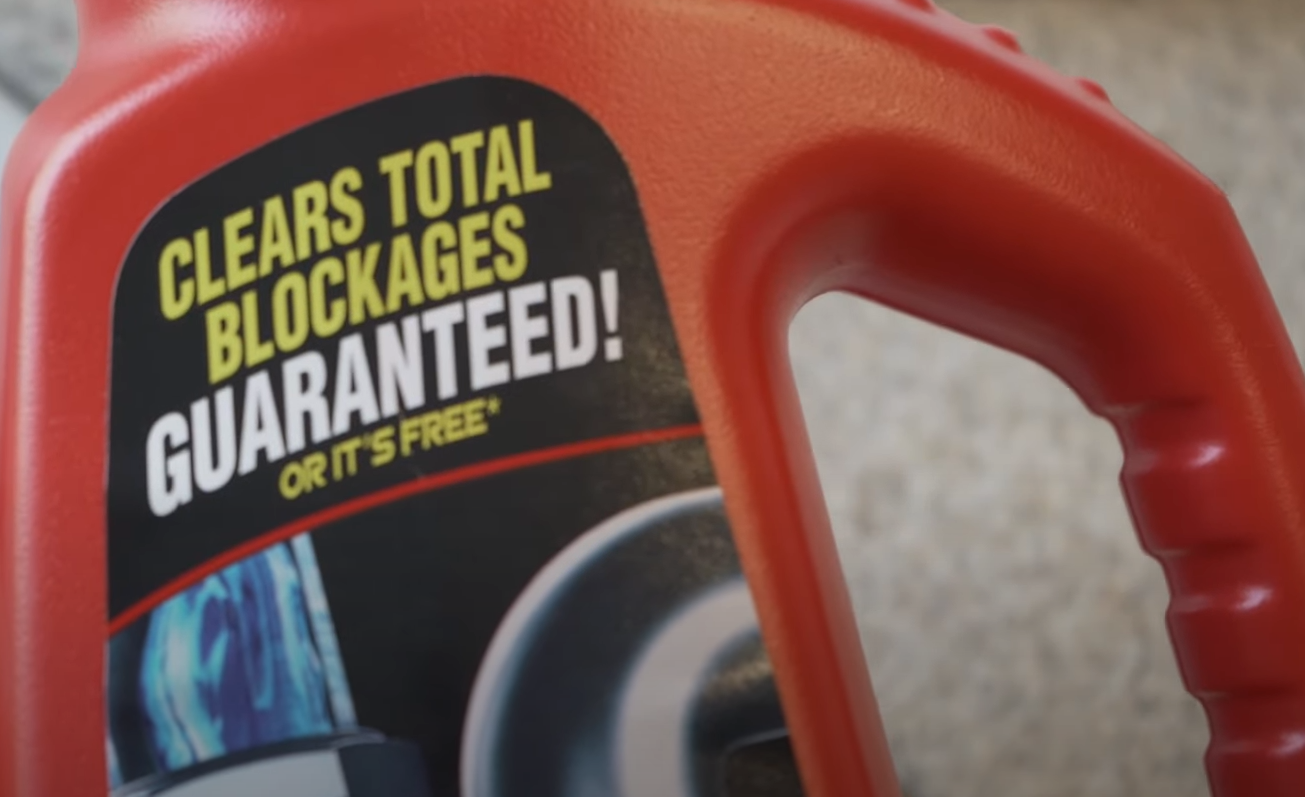 CLEARS TOTAL
BLOCKAGES
GUARANTEED!
OR IT'S FREE*